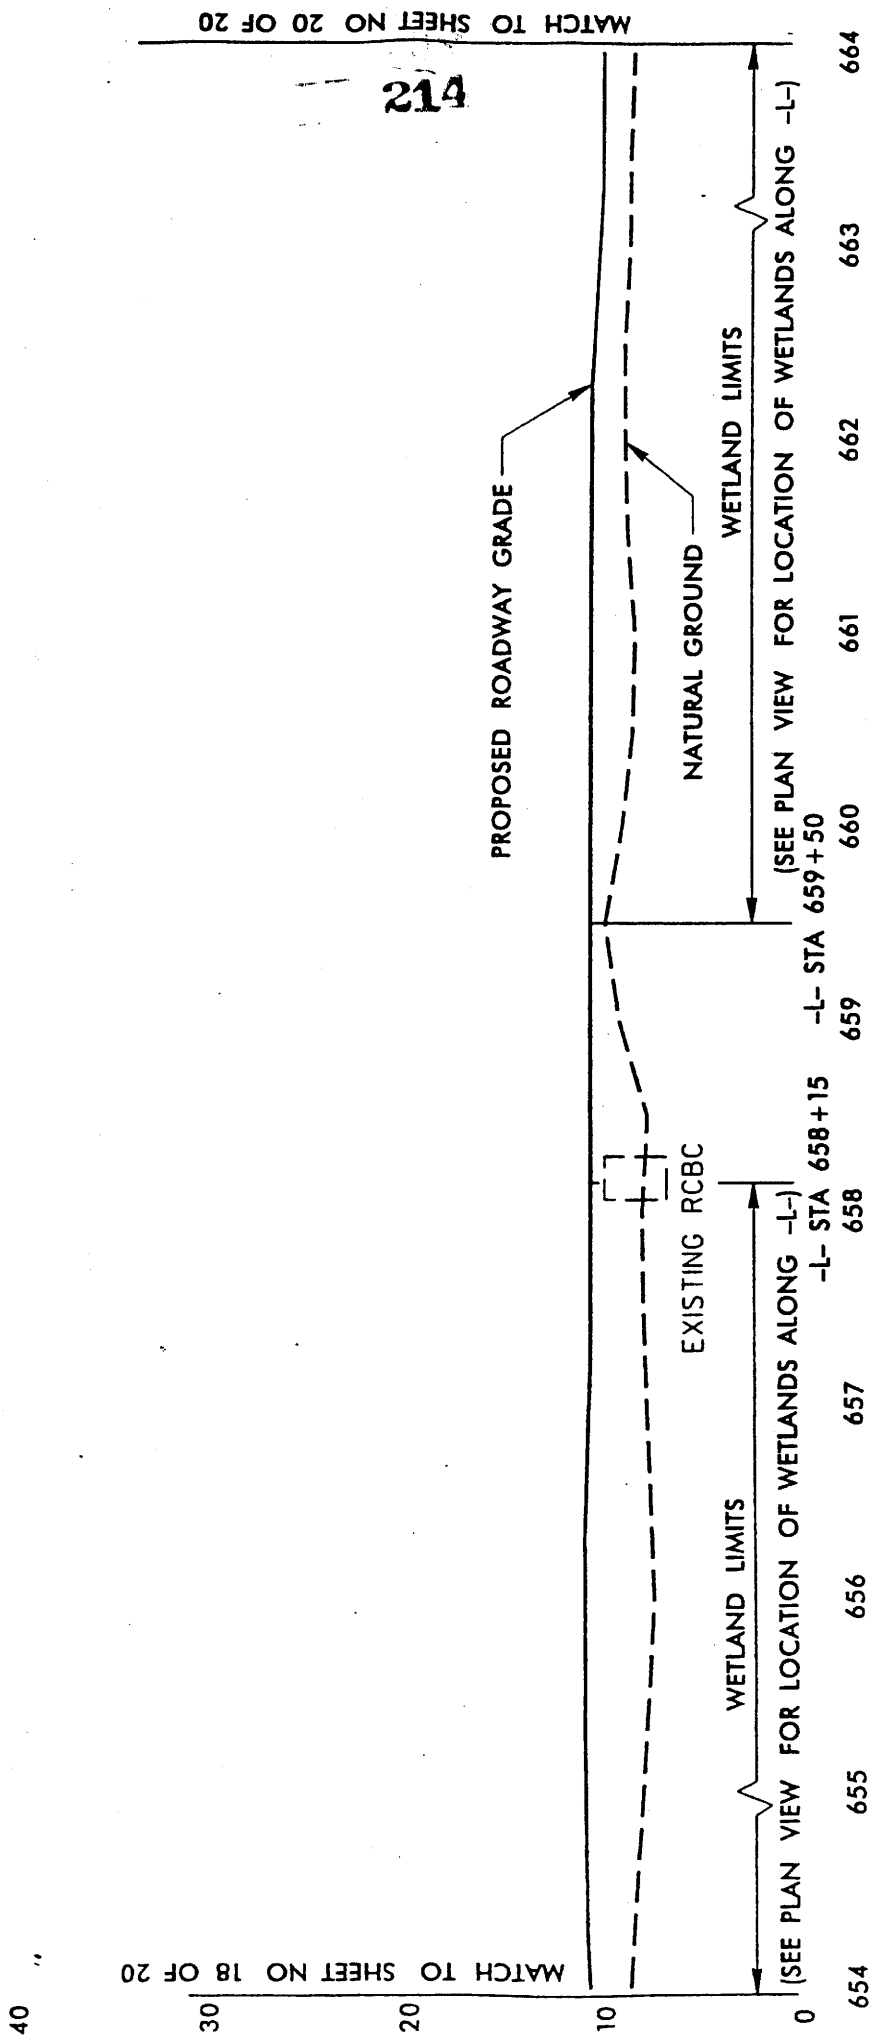 MATCH TO SHEET NO 20 OF 20
214
PROPOSED ROADWAY GRADE
NATURAL GROUND
WETLAND LIMITS
(SEE PLAN VIEW FOR LOCATION OF WETLANDS ALONG -L-)
-L- STA 659+50
EXISTING RCBC
-L- STA 658+15
WETLAND LIMITS
(SEE PLAN VIEW FOR LOCATION OF WETLANDS ALONG -L-)
MATCH TO SHEET NO 18 OF 20
40
30
20
10
0
654
655
656
657
658
659
660
661
662
663
664